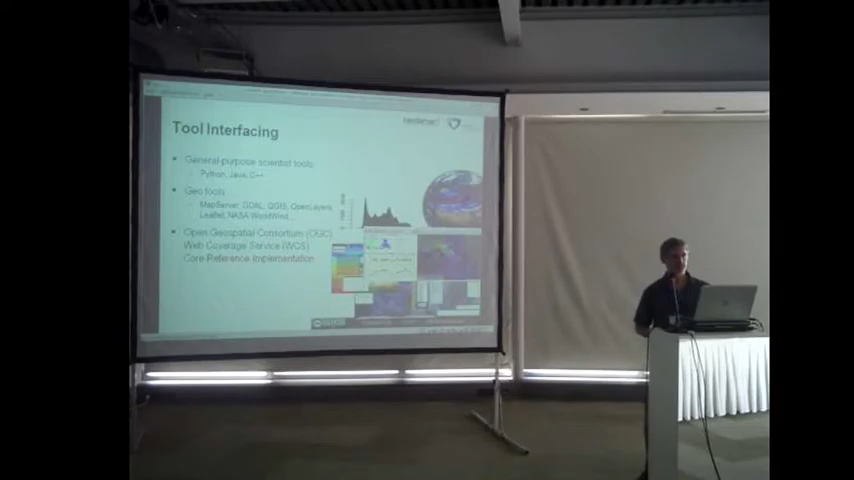 Tool Interfacing
General-purpose scientist tools
Python, Java, C++
Geo tools
MapServer, GDAL, QGIS, OpenLayers,
Leaflet, NASA WorldWind...
Open Geospatial Consortium (OGC)
Web Coverage Service (WCS)
Core Reference Implementation